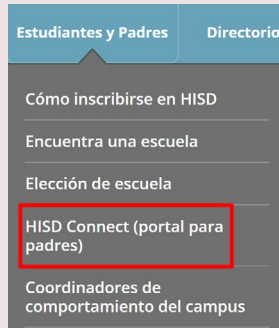 Estudiantes y Padres
Directorio
Cómo inscribirse en HISD
Encuentra una escuela
Elección de escuela
HISD Connect (portal para
padres)
Coordinadores de
comportamiento del campus